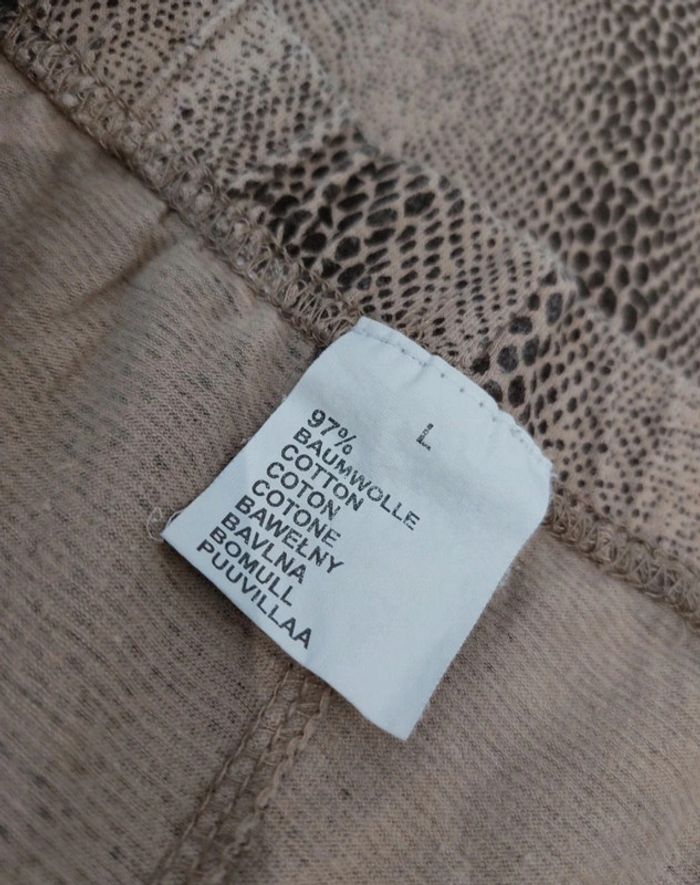 L
97%
BAUMWOLLE
COTTON
COTON
COTONE
BAWEŁNY
BAVLNA
BOMULL
PUUVILLAA